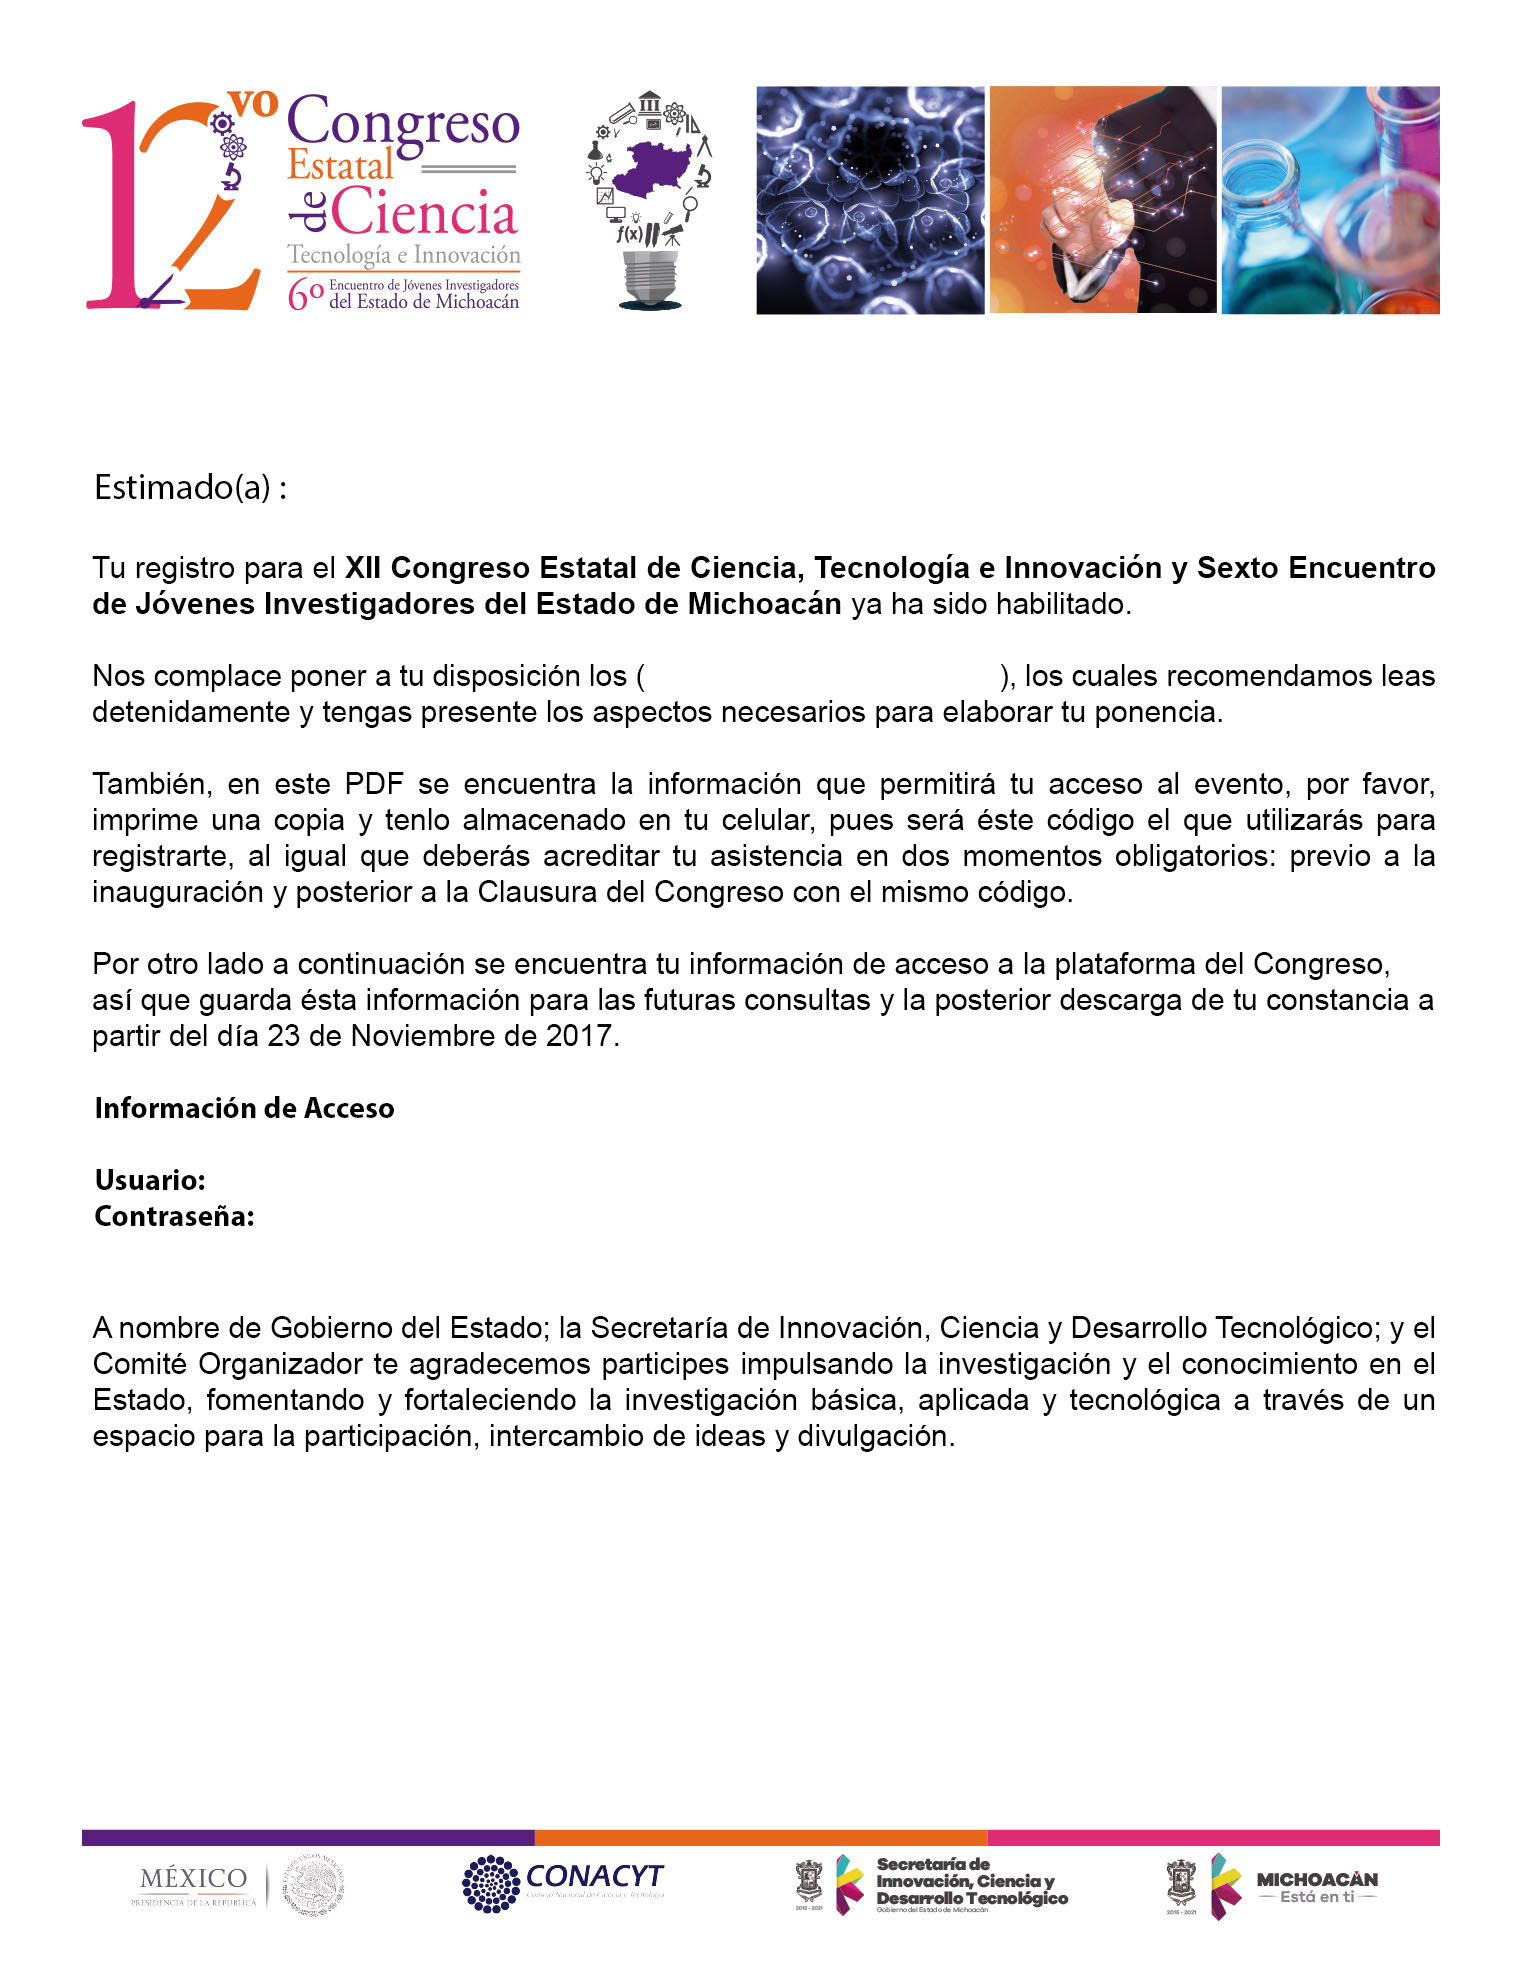 12vo
Congreso
Estatal
de Ciencia
Tecnología e Innovación
6º Encuentro de Jóvenes Investigadores
del Estado de Michoacán
f(x)
Estimado(a) :
Tu registro para el XII Congreso Estatal de Ciencia, Tecnología e Innovación y Sexto Encuentro
de Jóvenes Investigadores del Estado de Michoacán ya ha sido habilitado.
Nos complace poner a tu disposición los ( ), los cuales recomendamos leas
detenidamente y tengas presente los aspectos necesarios para elaborar tu ponencia.
También, en este PDF se encuentra la información que permitirá tu acceso al evento, por favor,
imprime una copia y tenlo almacenado en tu celular, pues será éste código el que utilizarás para
registrarte, al igual que deberás acreditar tu asistencia en dos momentos obligatorios: previo a la
inauguración y posterior a la Clausura del Congreso con el mismo código.
Por otro lado a continuación se encuentra tu información de acceso a la plataforma del Congreso,
así que guarda ésta información para las futuras consultas y la posterior descarga de tu constancia a
partir del día 23 de Noviembre de 2017.
Información de Acceso
Usuario:
Contraseña:
A nombre de Gobierno del Estado; la Secretaría de Innovación, Ciencia y Desarrollo Tecnológico; y el
Comité Organizador te agradecemos participes impulsando la investigación y el conocimiento en el
Estado, fomentando y fortaleciendo la investigación básica, aplicada y tecnológica a través de un
espacio para la participación, intercambio de ideas y divulgación.
MÉXICO
PRESIDENCIA DE LA REPÚBLICA
ESTADOS UNIDOS MEXICANOS
CONACYT
Consejo Nacional de Ciencia y Tecnología
2015 - 2021
Secretaría de
Innovación, Ciencia y
Desarrollo Tecnológico
Gobierno del Estado de Michoacán
2015 - 2021
MICHOACÁN
Está en ti